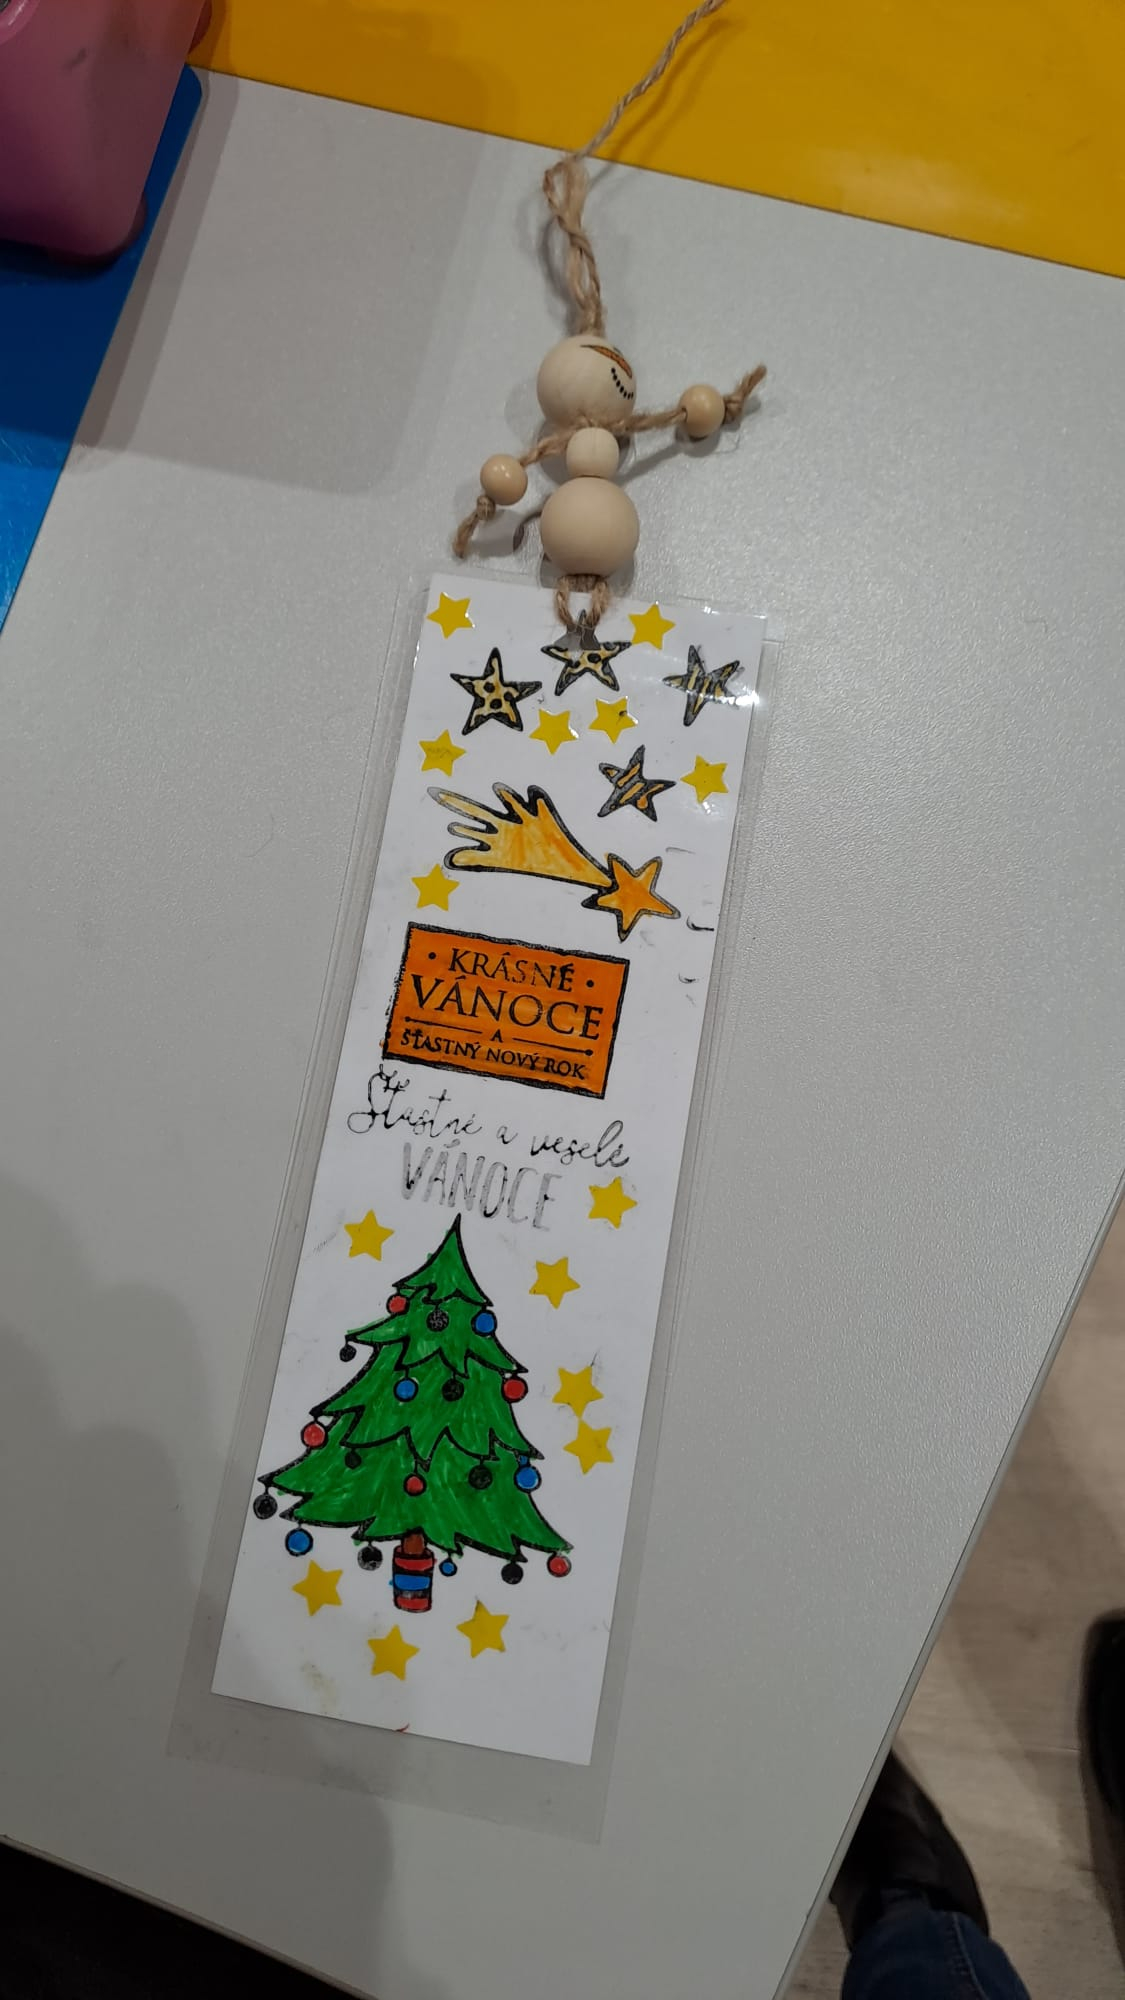 • KRÁSNÉ •
VÁNOCE
A
ŠŤASTNÝ NOVÝ ROK
Šťastné a veselé
VÁNOCE